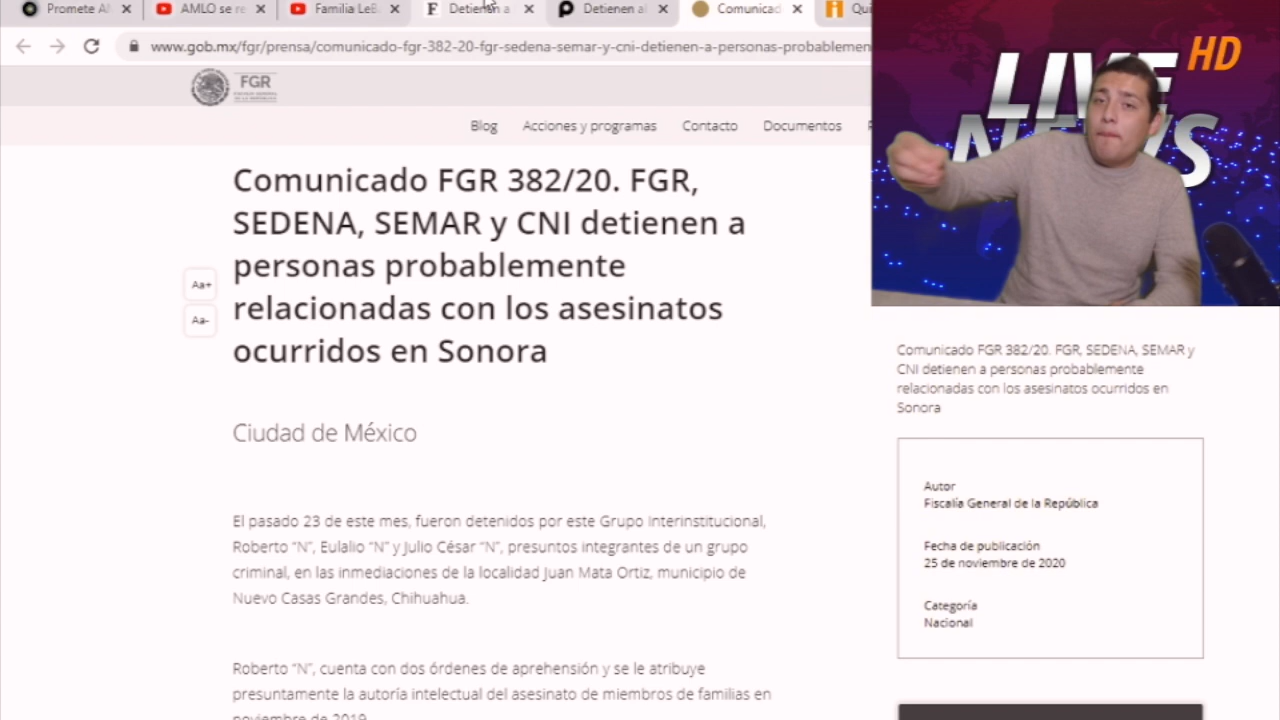 Promete A
AMLO se re
Familia LeB
Detienen a
Detienen al
Comunicad
Qui
www.gob.mx/fgr/prensa/comunicado-fgr-382-20-fgr-sedena-semar-y-cni-detienen-a-personas-probablemen
LIVE NEWS HD
FGR
Blog
Acciones y programas
Contacto
Documentos
Comunicado FGR 382/20. FGR,
SEDENA, SEMAR y CNI detienen a
personas probablemente
relacionadas con los asesinatos
ocurridos en Sonora
Aa+
Aa-
Ciudad de México
El pasado 23 de este mes, fueron detenidos por este Grupo Interinstitucional,
Roberto “N”, Eulalio “N” y Julio César “N”, presuntos integrantes de un grupo
criminal, en las inmediaciones de la localidad Juan Mata Ortiz, municipio de
Nuevo Casas Grandes, Chihuahua.
Roberto “N”, cuenta con dos órdenes de aprehensión y se le atribuye
presuntamente la autoría intelectual del asesinato de miembros de familias en
noviembre de 2019
Comunicado FGR 382/20. FGR, SEDENA, SEMAR y
CNI detienen a personas probablemente
relacionadas con los asesinatos ocurridos en
Sonora
Autor
Fiscalía General de la República
Fecha de publicación
25 de noviembre de 2020
Categoría
Nacional